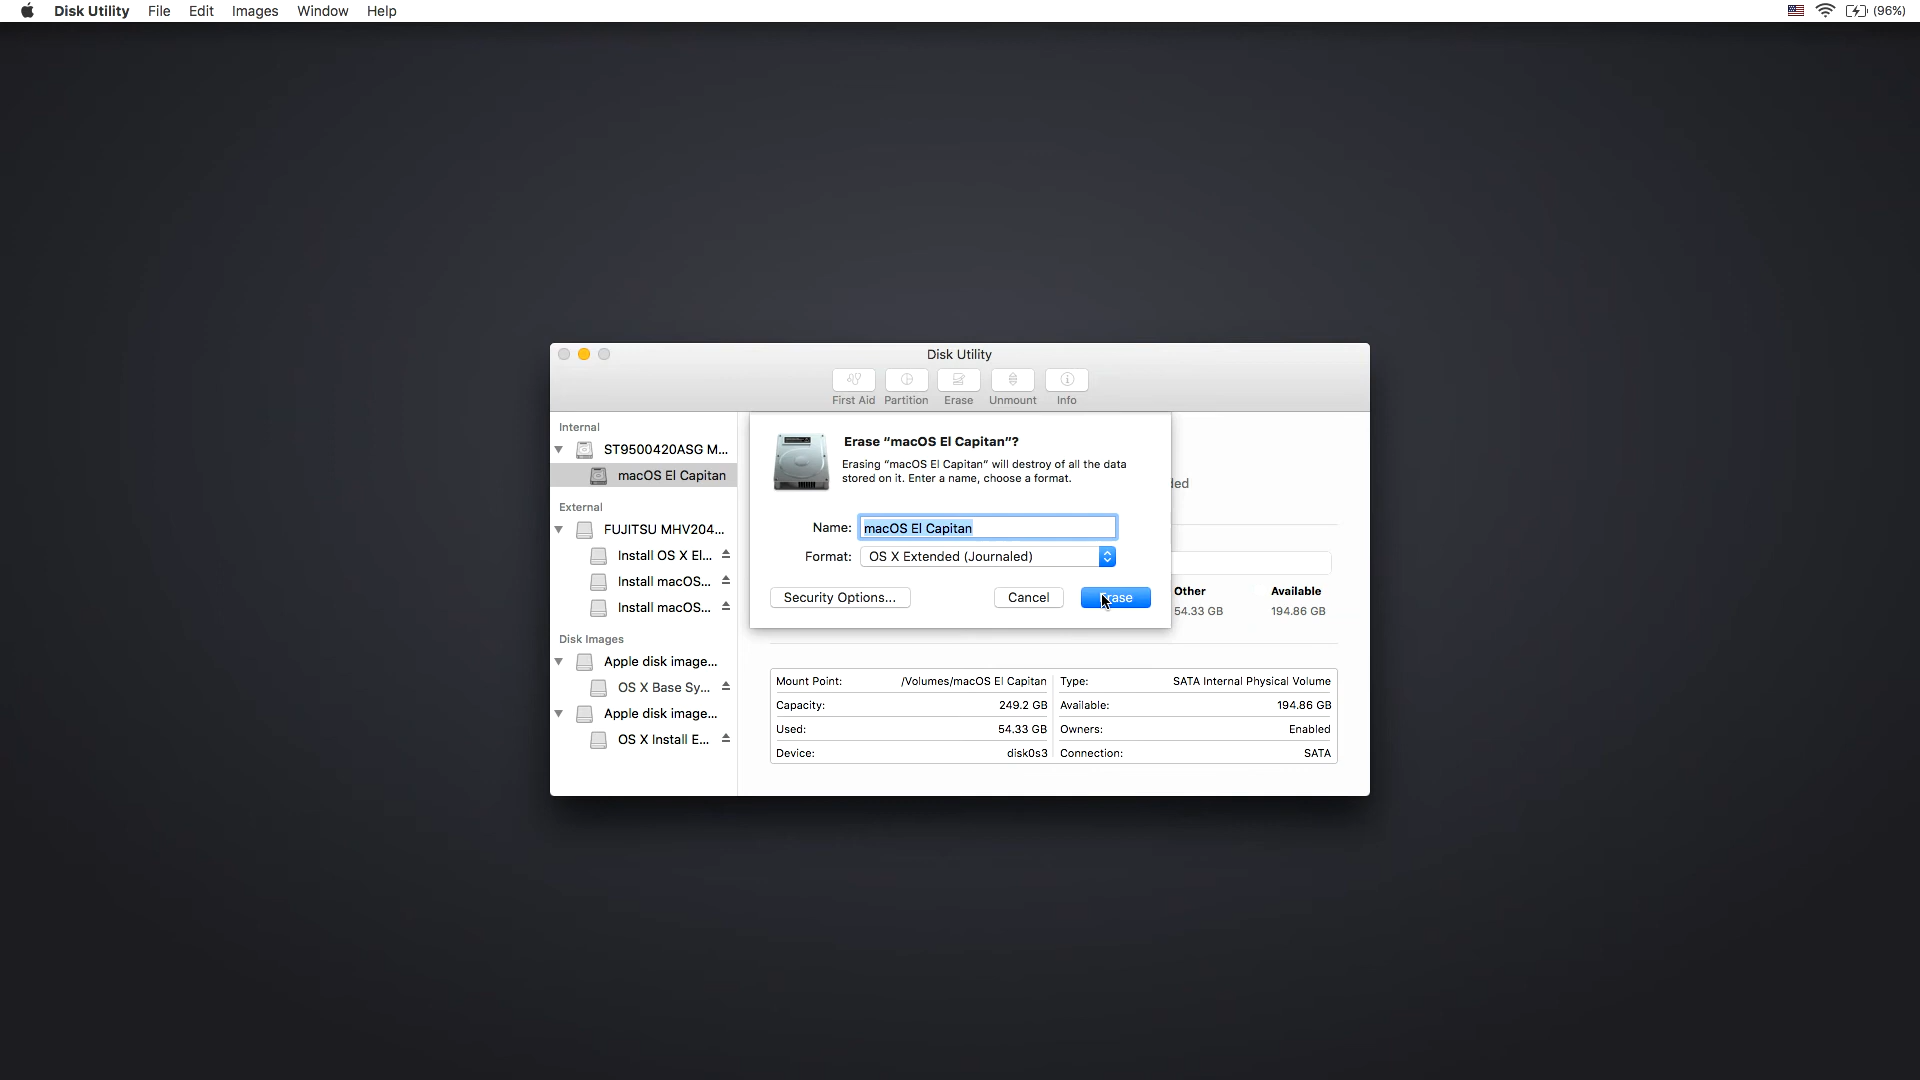 Disk Utility File Edit Images Window Help (96%)
Disk Utility
First Aid Partition Erase Unmount Info
Internal
ST9500420ASG M...
macOS El Capitan
External
FUJITSU MHV204...
Install OS X El...
Install macOS...
Install macOS...
Disk Images
Apple disk image...
OS X Base Sy...
Apple disk image...
OS X Install E...
Erase “macOS El Capitan”?
Erasing “macOS El Capitan” will destroy of all the data
stored on it. Enter a name, choose a format.
Name: macOS El Capitan
Format: OS X Extended (Journaled)
Security Options... Cancel Erase
ded
Other Available
54.33 GB 194.86 GB
Mount Point: /Volumes/macOS El Capitan Type: SATA Internal Physical Volume
Capacity: 249.2 GB Available: 194.86 GB
Used: 54.33 GB Owners: Enabled
Device: disk0s3 Connection: SATA